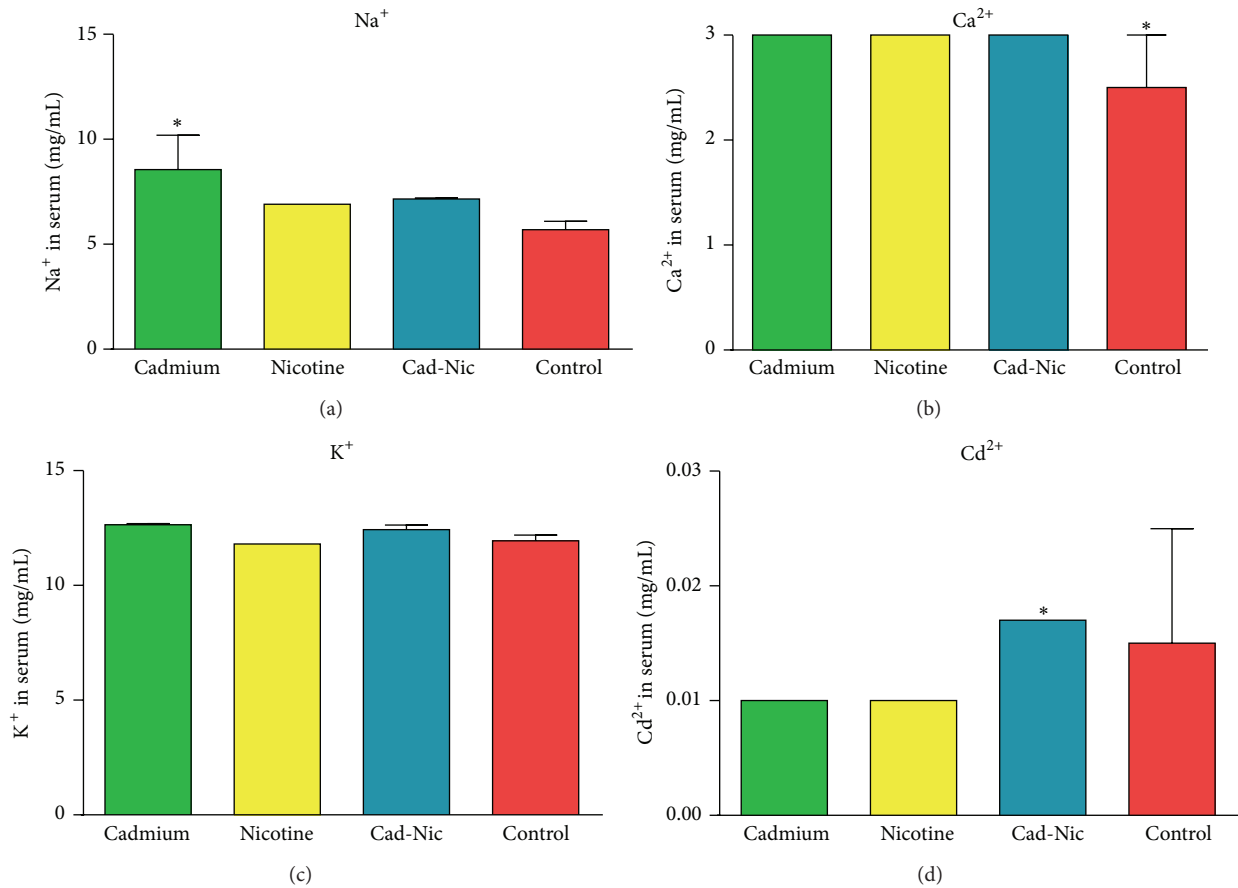 Na⁺
15
10
5
0
Na⁺ in serum (mg/mL)
*
Cadmium Nicotine Cad-Nic Control
(a)
Ca²⁺
3
2
1
0
Ca²⁺ in serum (mg/mL)
*
Cadmium Nicotine Cad-Nic Control
(b)
K⁺
15
10
5
0
K⁺ in serum (mg/mL)
Cadmium Nicotine Cad-Nic Control
(c)
Cd²⁺
0.03
0.02
0.01
0.00
Cd²⁺ in serum (mg/mL)
*
Cadmium Nicotine Cad-Nic Control
(d)